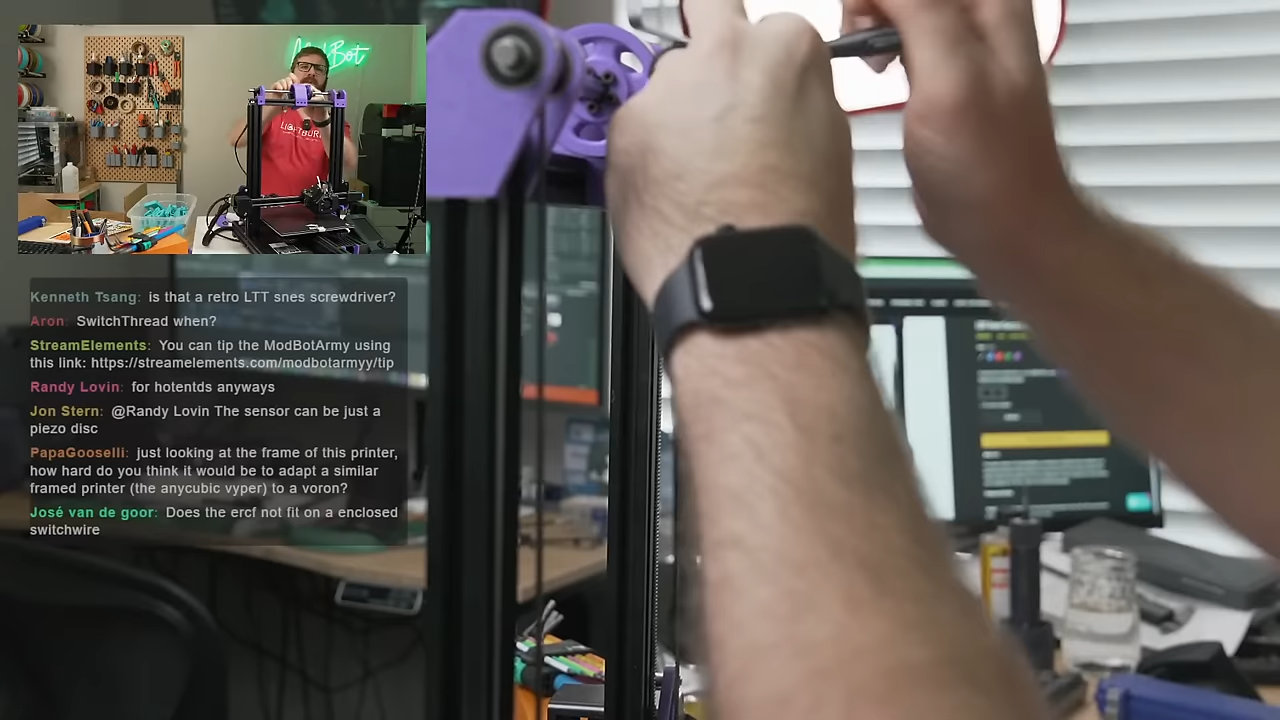 ModBot
LIGHTBURN
Kenneth Tsang: is that a retro LTT snes screwdriver?
Aron: SwitchThread when?
StreamElements: You can tip the ModBotArmy using
this link: https://streamelements.com/modbotarmyy/tip
Randy Lovin: for hotentds anyways
Jon Stern: @Randy Lovin The sensor can be just a
piezo disc
PapaGooselli: just looking at the frame of this printer,
how hard do you think it would be to adapt a similar
framed printer (the anycubic vyper) to a voron?
José van de goor: Does the ercf not fit on a enclosed
switchwire